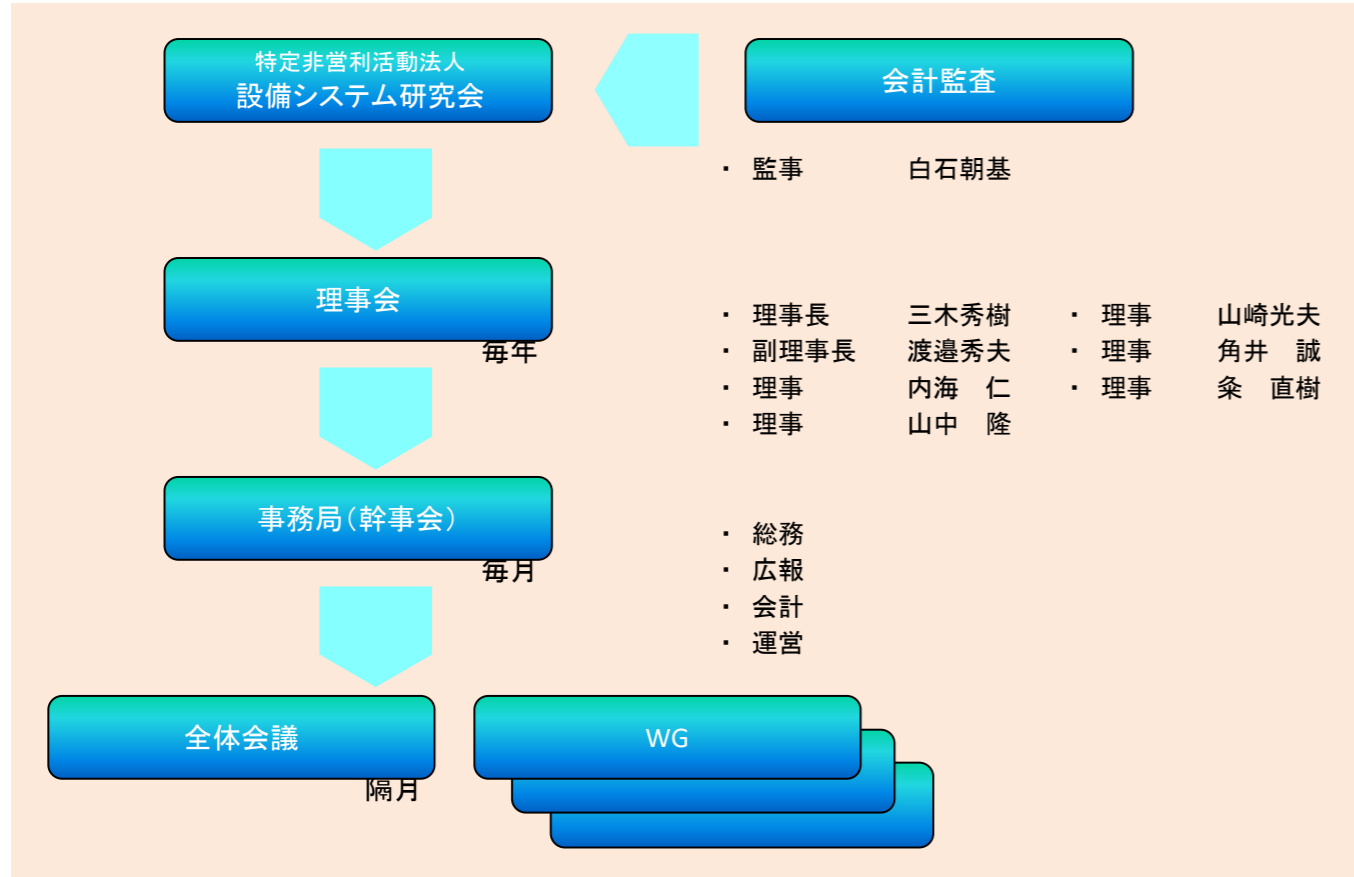 特定非営利活動法人
設備システム研究会
会計監査
・ 監事 白石朝基
理事会
毎年
・ 理事長 三木秀樹 ・ 理事 山崎光夫
・ 副理事長 渡邉秀夫 ・ 理事 角井 誠
・ 理事 内海 仁 ・ 理事 粂 直樹
・ 理事 山中 隆
事務局(幹事会)
毎月
・ 総務
・ 広報
・ 会計
・ 運営
全体会議
隔月
WG